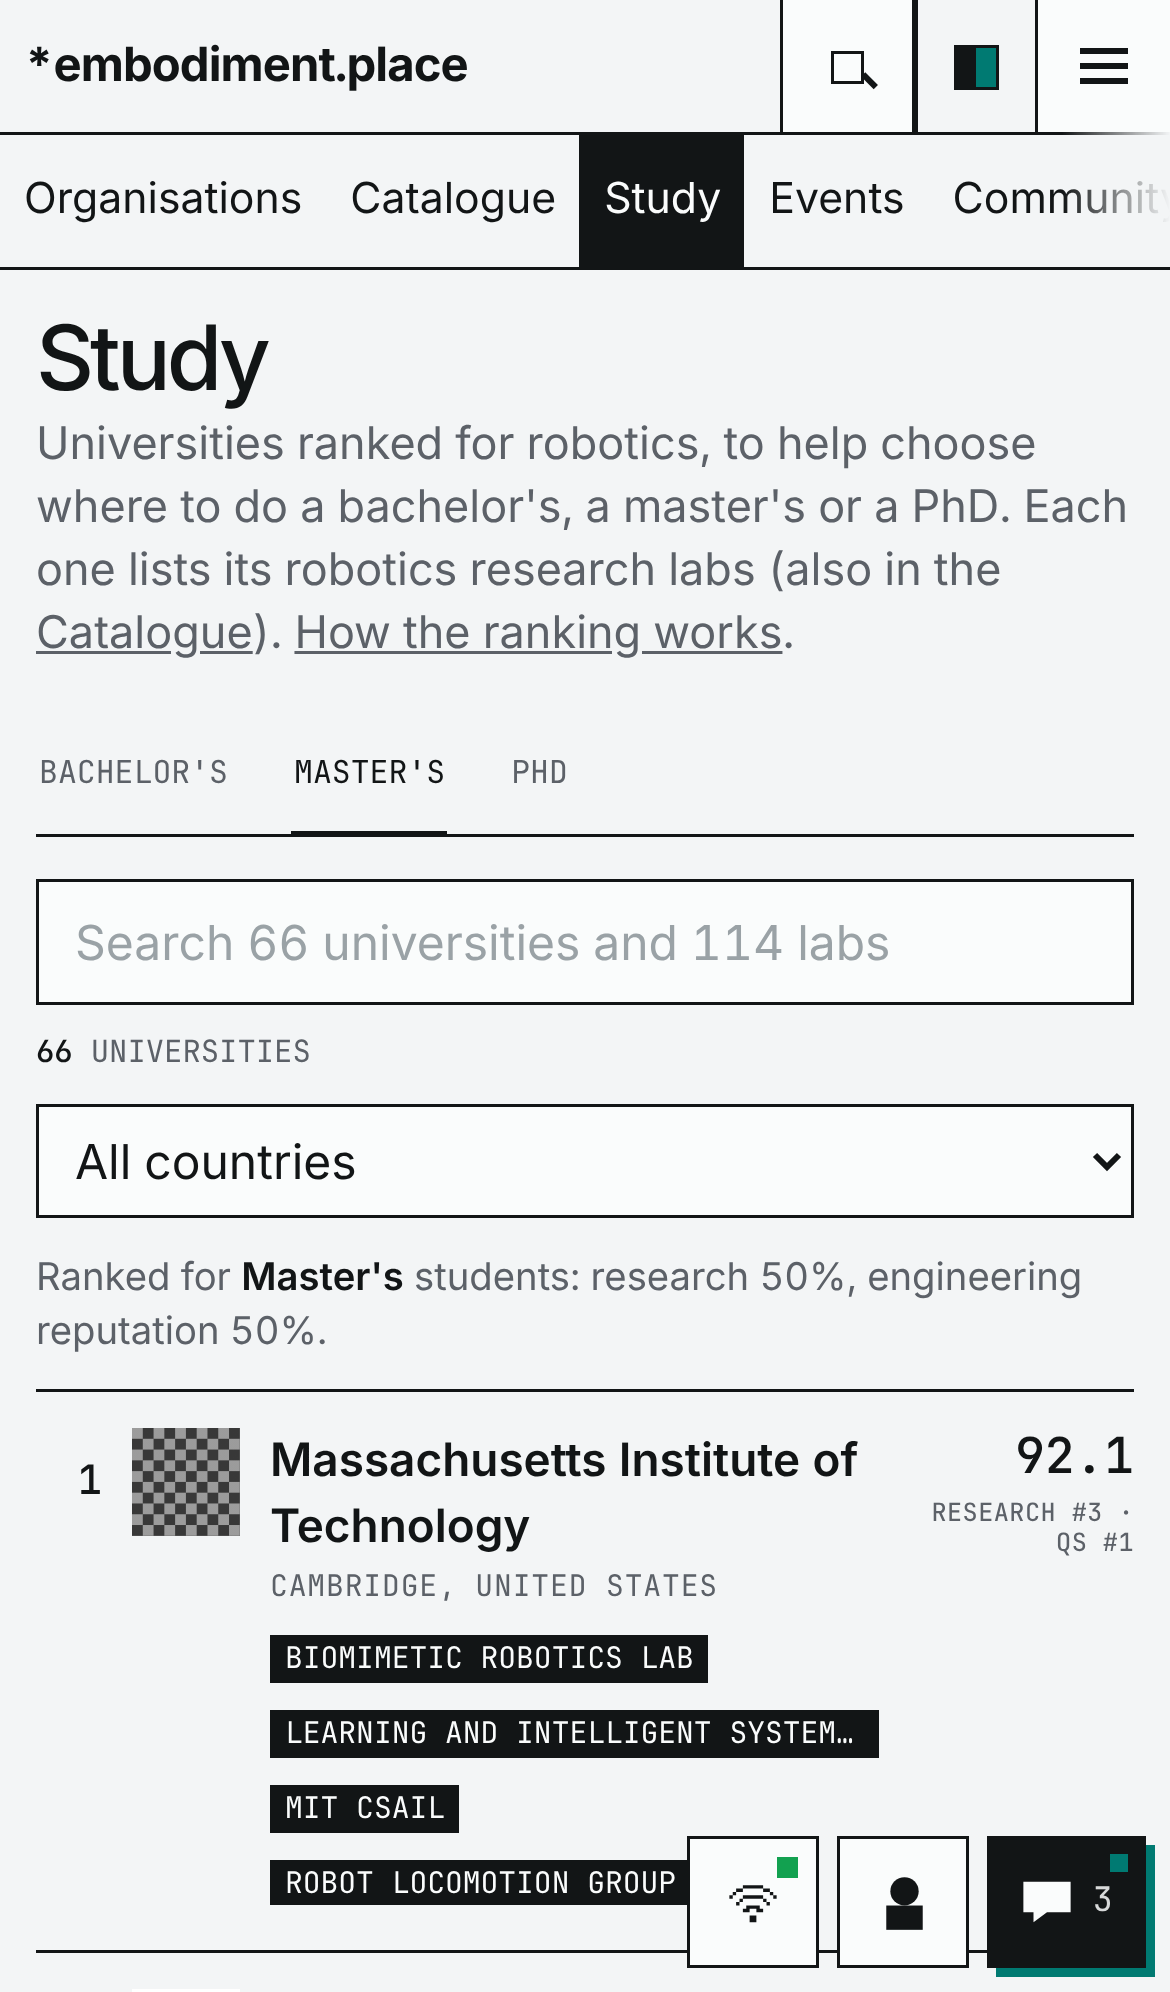 *embodiment.place
Organisations Catalogue Study Events Community
Study
Universities ranked for robotics, to help choose
where to do a bachelor's, a master's or a PhD. Each
one lists its robotics research labs (also in the
Catalogue). How the ranking works.
BACHELOR'S MASTER'S PHD
Search 66 universities and 114 labs
66 UNIVERSITIES
All countries
Ranked for Master's students: research 50%, engineering
reputation 50%.
1
Massachusetts Institute of
Technology
92.1
RESEARCH #3 ·
QS #1
CAMBRIDGE, UNITED STATES
BIOMIMETIC ROBOTICS LAB
LEARNING AND INTELLIGENT SYSTEM…
MIT CSAIL
ROBOT LOCOMOTION GROUP
3